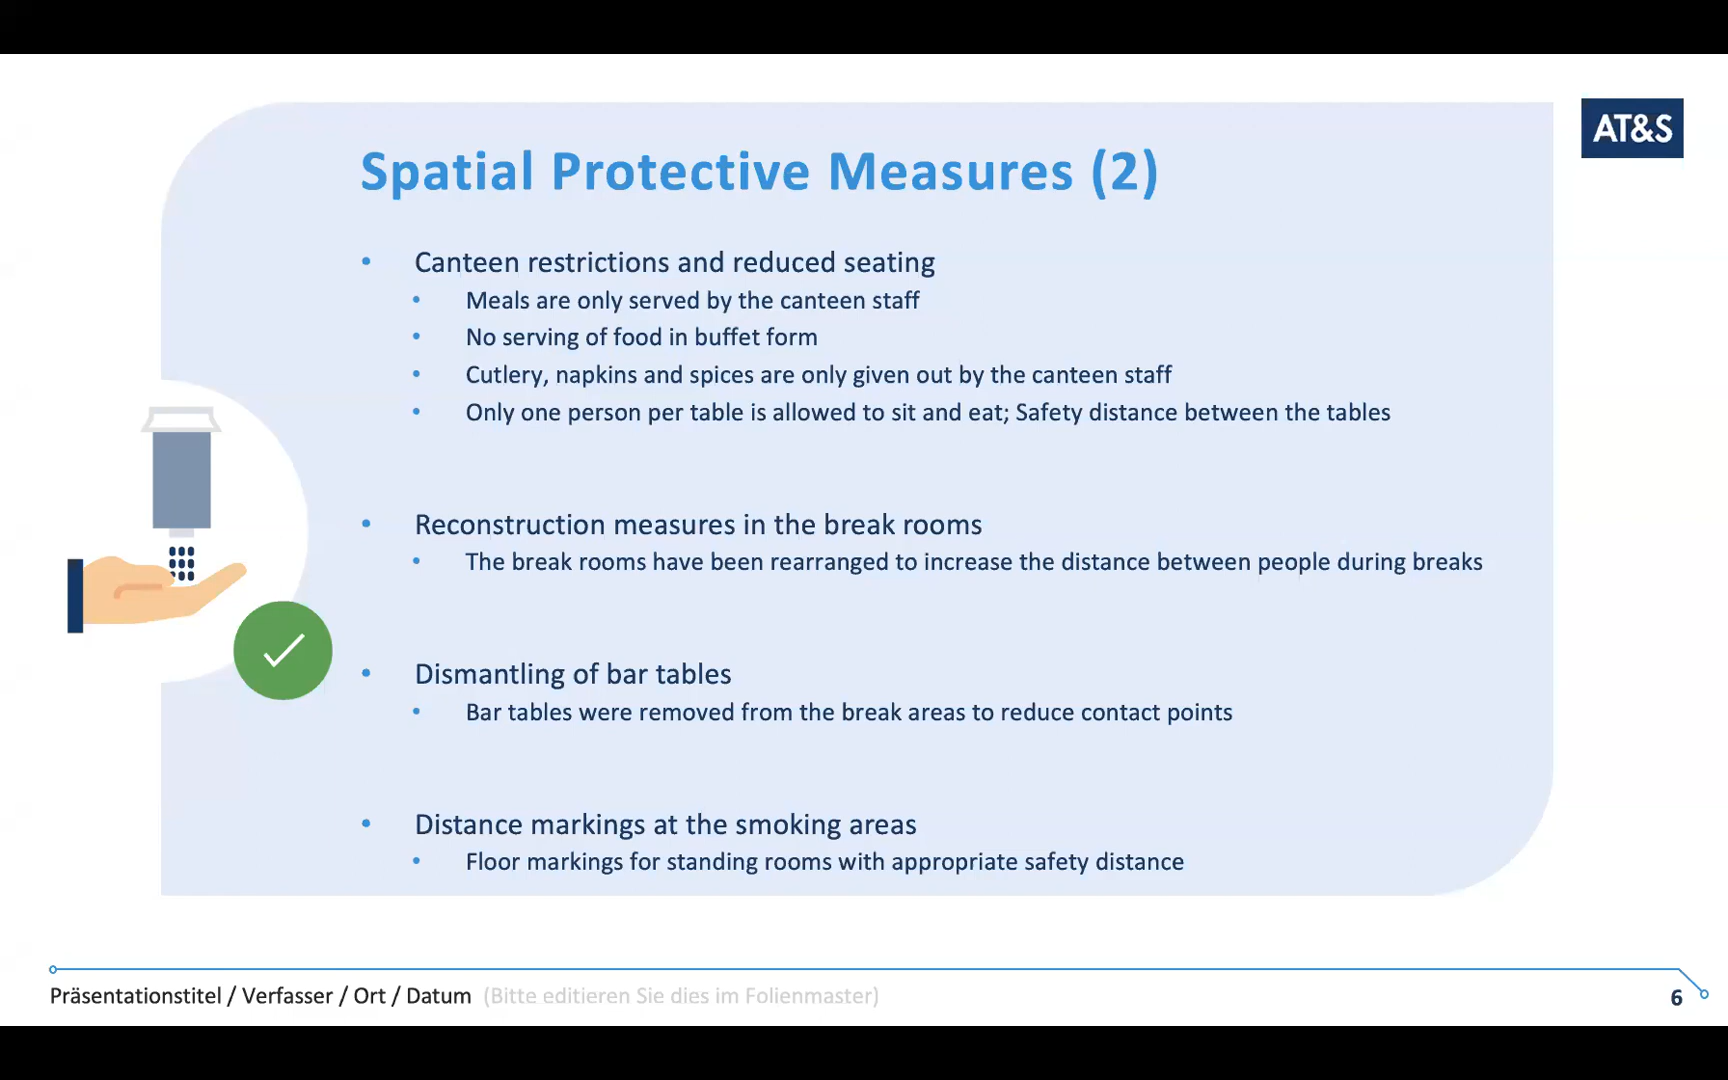 AT&S
Spatial Protective Measures (2)
• Canteen restrictions and reduced seating
• Meals are only served by the canteen staff
• No serving of food in buffet form
• Cutlery, napkins and spices are only given out by the canteen staff
• Only one person per table is allowed to sit and eat; Safety distance between the tables
• Reconstruction measures in the break rooms
• The break rooms have been rearranged to increase the distance between people during breaks
• Dismantling of bar tables
• Bar tables were removed from the break areas to reduce contact points
• Distance markings at the smoking areas
• Floor markings for standing rooms with appropriate safety distance
Präsentationstitel / Verfasser / Ort / Datum (Bitte editieren Sie dies im Folienmaster)
6